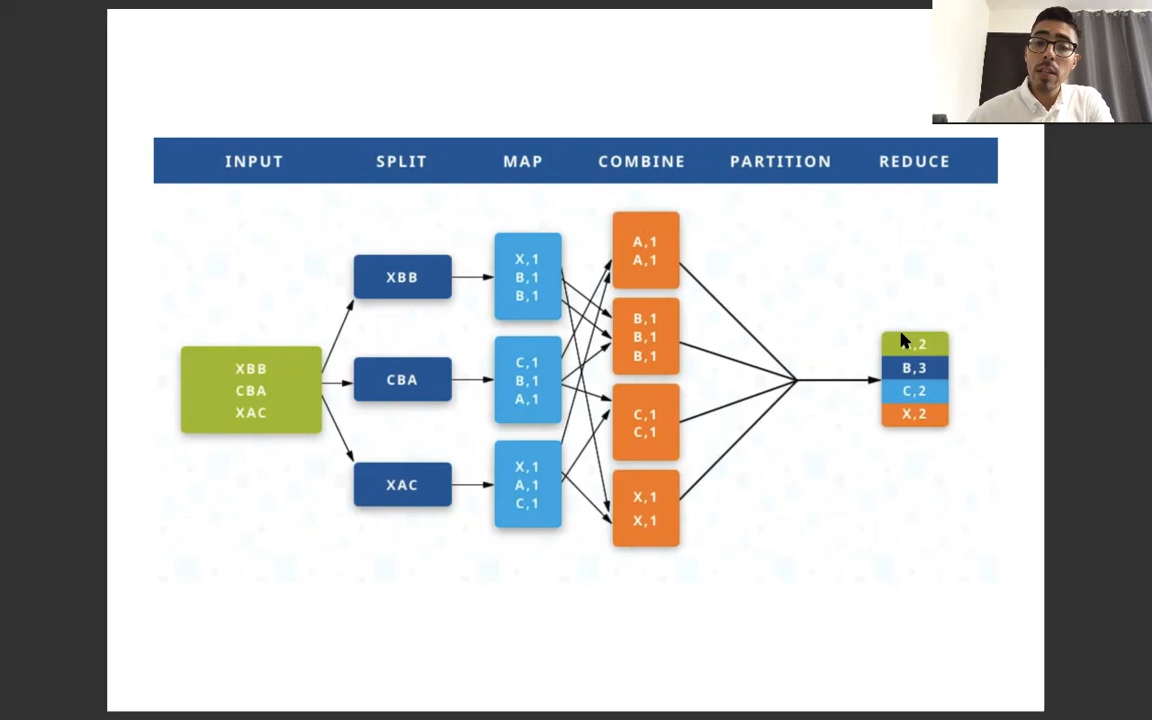 INPUT SPLIT MAP COMBINE PARTITION REDUCE
XBB
CBA
XAC
XBB
CBA
XAC
X,1
B,1
B,1
C,1
B,1
A,1
X,1
A,1
C,1
A,1
A,1
B,1
B,1
B,1
C,1
C,1
X,1
X,1
,2
B,3
C,2
X,2